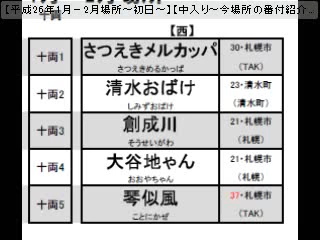 【平成26年1月－2月場所～初日～】【中入り～今場所の番付紹介…
十両
【西】
十両1 さつえきメルカッパ 30・札幌市
さつえきめるかっぱ (TAK)
十両2 清水おばけ 23・清水町
しみずおばけ (TAK)
十両3 創成川 21・札幌市
そうせいがわ (札幌)
十両4 大谷地ゃん 21・札幌市
おおやちゃん (札幌)
十両5 琴似風 37・札幌市
ことにかぜ (TAK)